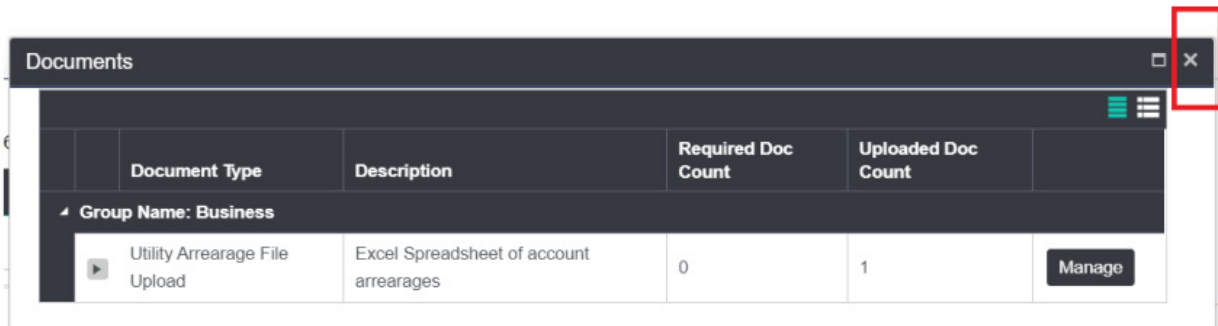 Documents
Required Doc Uploaded Doc
Document Type Description Count Count
Group Name: Business
Utility Arrearage File Excel Spreadsheet of account 0 1 Manage
Upload arrearages